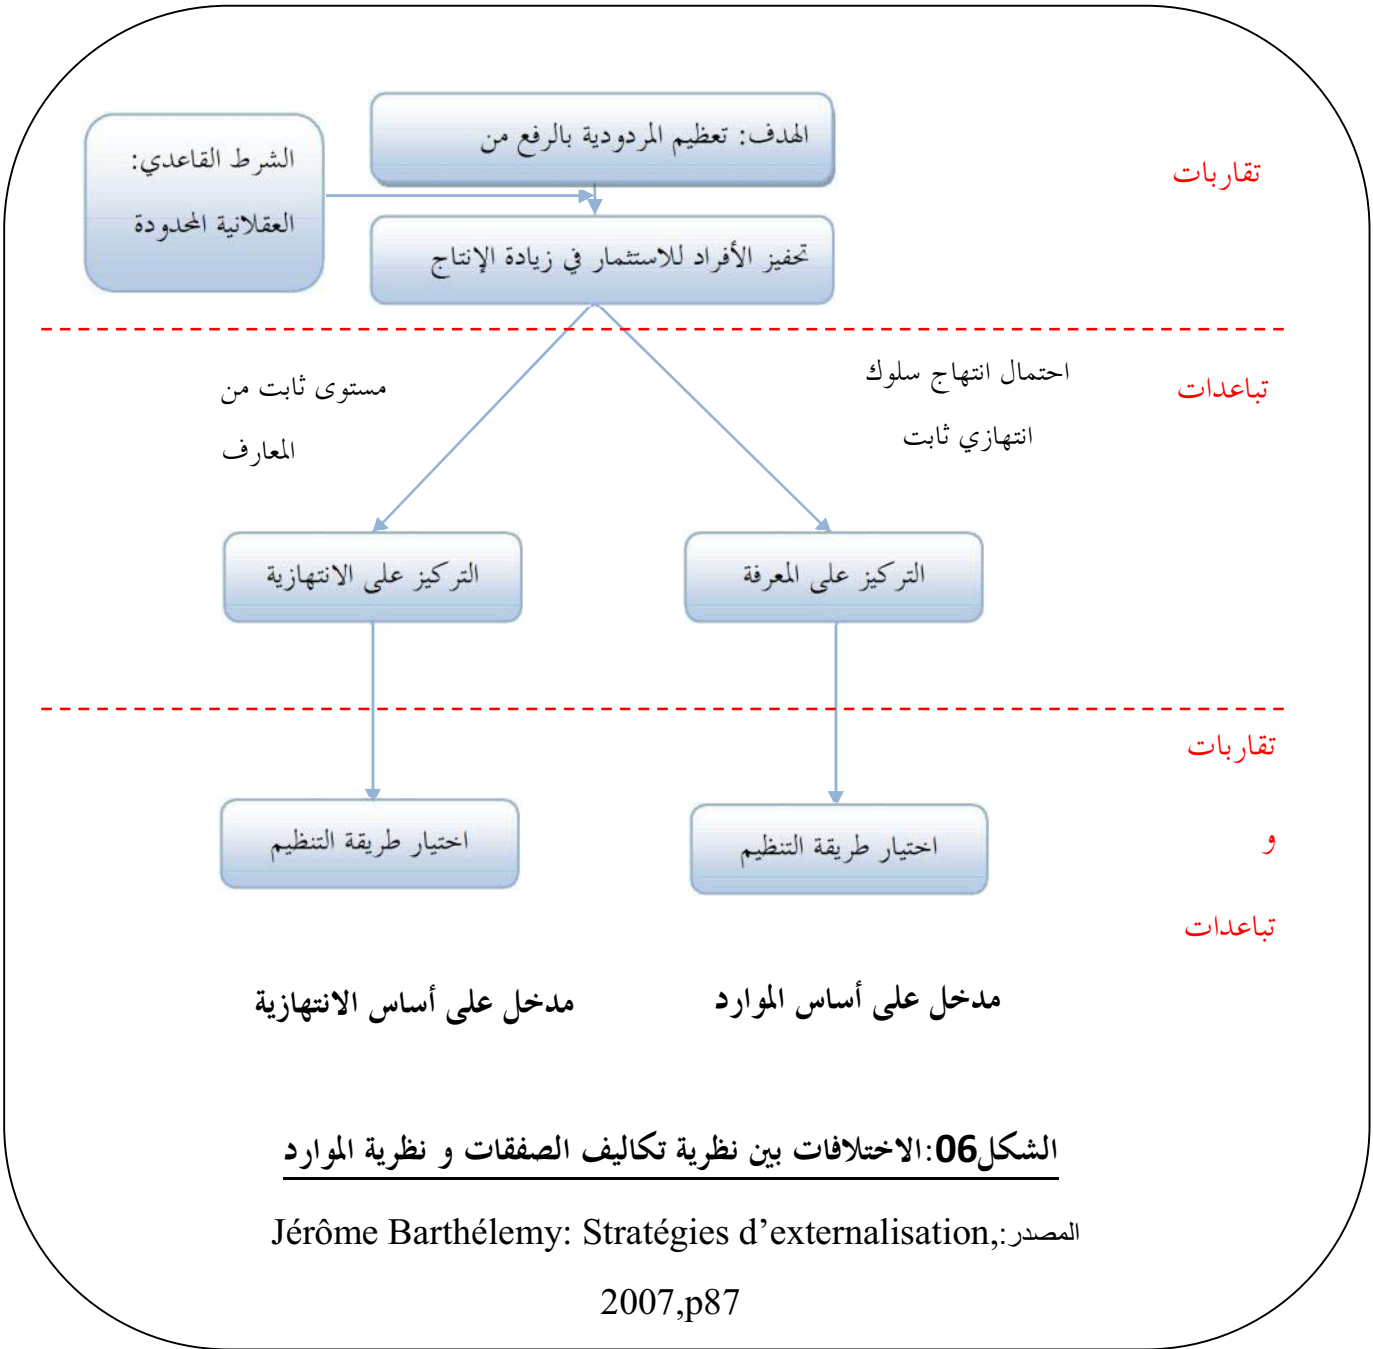 الهدف: تعظيم المردودية بالرفع من
الشرط القاعدي:
العقلانية المحدودة
تقاربات
تحفيز الأفراد للاستثمار في زيادة الإنتاج
تباعدات
احتمال انتهاج سلوك
انتهازي ثابت
مستوى ثابت من
المعارف
التركيز على المعرفة
التركيز على الانتهازية
تقاربات
و
تباعدات
اختيار طريقة التنظيم
اختيار طريقة التنظيم
مدخل على أساس الموارد
مدخل على أساس الانتهازية
الشكل06:الاختلافات بين نظرية تكاليف الصفقات و نظرية الموارد
المصدر:Jérôme Barthélemy: Stratégies d’externalisation,
2007,p87